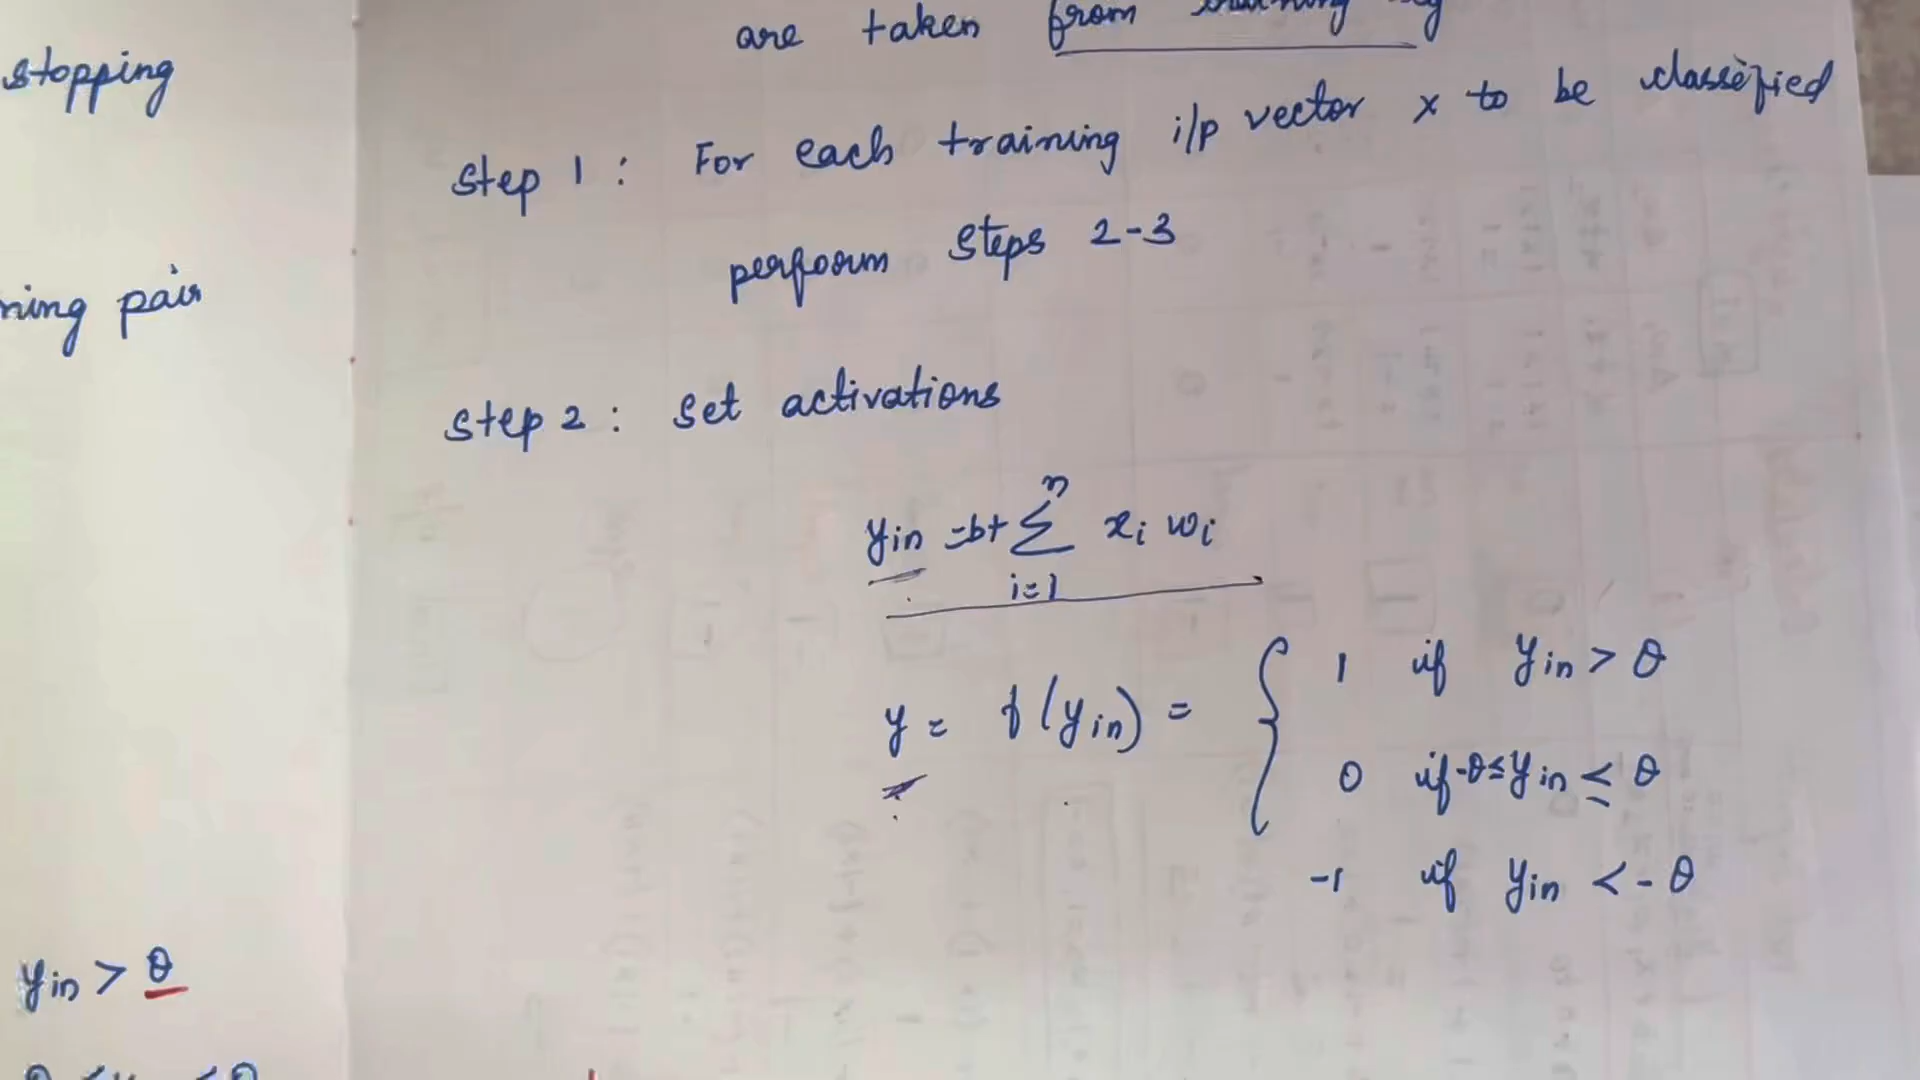 stopping
ning pair
yin > θ
are taken from training
step 1 : For each training i/p vector x to be classified
perform steps 2-3
step 2 : set activations
yin = b + Σ xi wi
n
i=1
y = f(yin) = { 1 if yin > θ
0 if -θ ≤ yin ≤ θ
-1 if yin < -θ